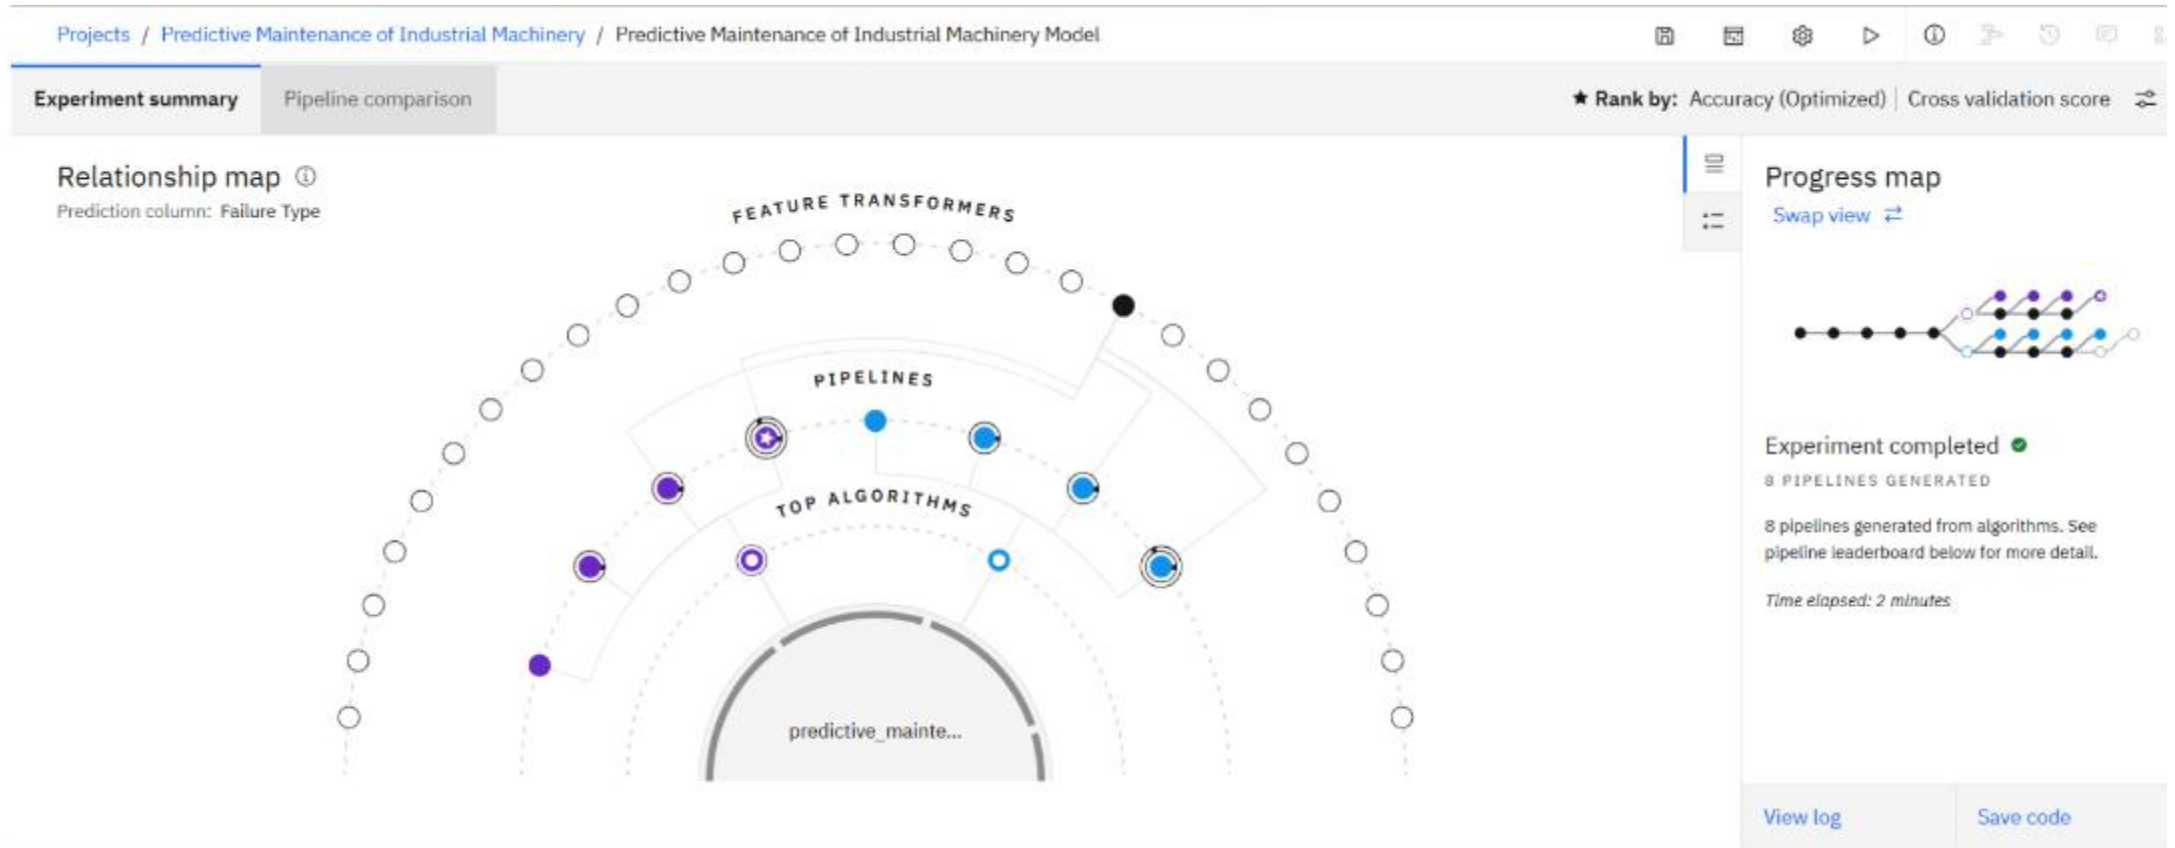 Projects / Predictive Maintenance of Industrial Machinery / Predictive Maintenance of Industrial Machinery Model
Experiment summary
Pipeline comparison
★ Rank by: Accuracy (Optimized) | Cross validation score
Relationship map
Prediction column: Failure Type
FEATURE TRANSFORMERS
PIPELINES
TOP ALGORITHMS
predictive_mainte...
Progress map
Swap view
Experiment completed
8 PIPELINES GENERATED
8 pipelines generated from algorithms. See
pipeline leaderboard below for more detail.
Time elapsed: 2 minutes
View log
Save code